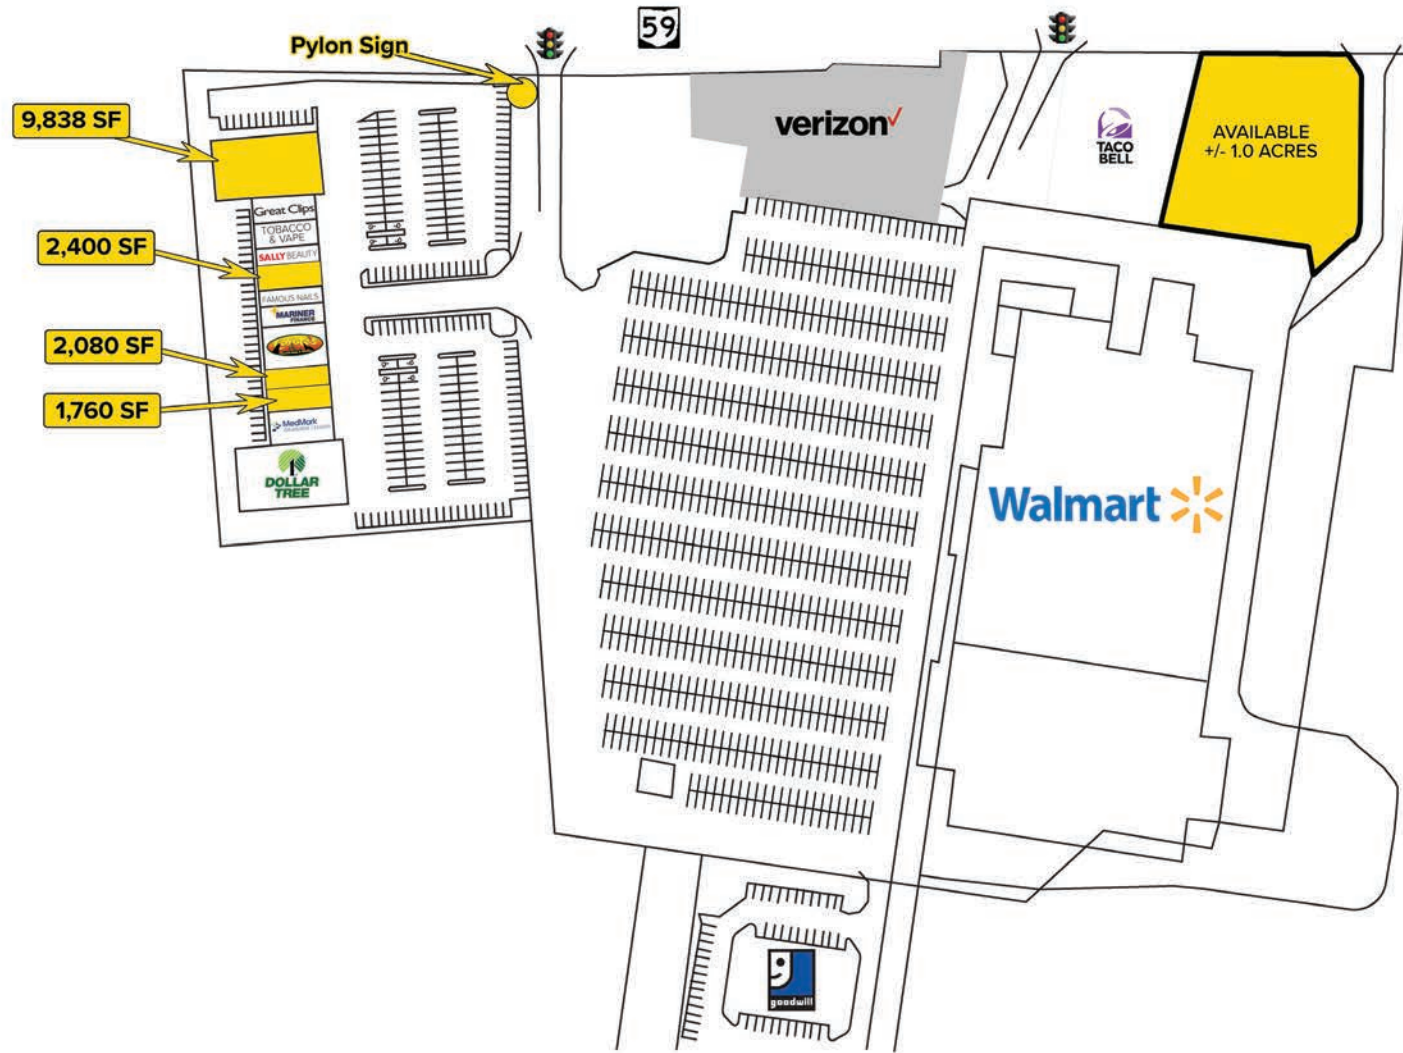 59
Pylon Sign
9,838 SF
verizon
TACO
BELL
AVAILABLE
+/- 1.0 ACRES
Great Clips
TOBACCO
& VAPE
2,400 SF
SALLY BEAUTY
FAMOUS NAILS
MARINER
FINANCE
2,080 SF
1,760 SF
MedMark
DOLLAR
TREE
1
Walmart
goodwill